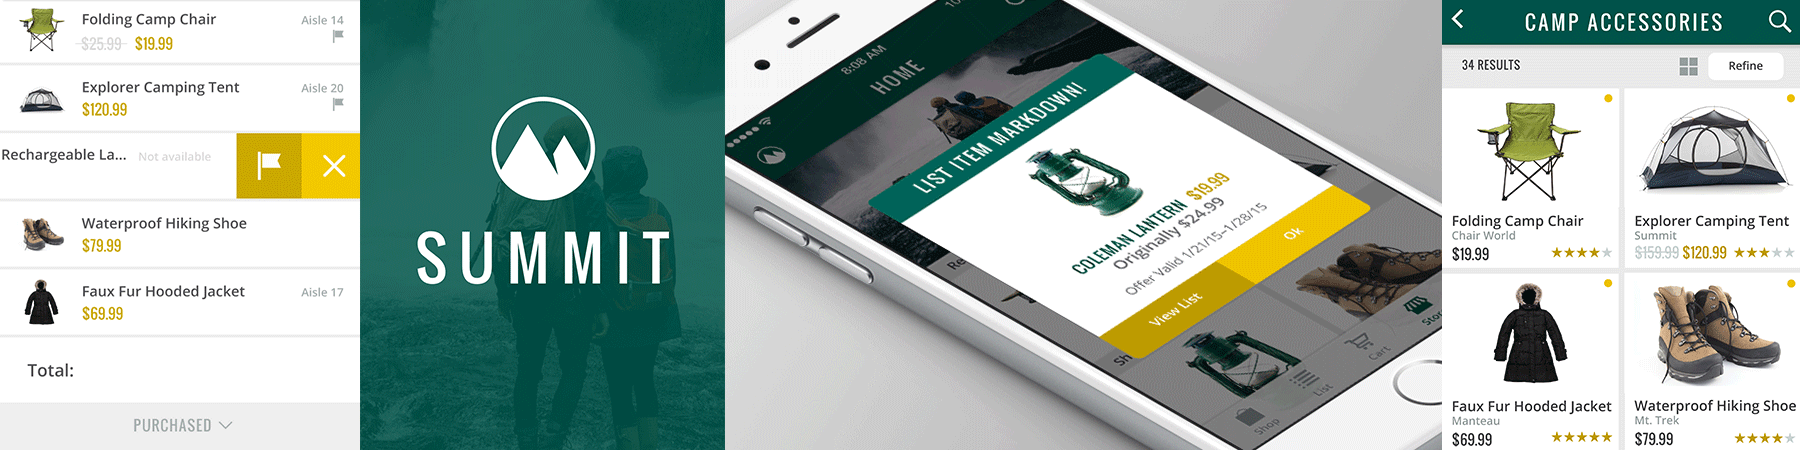 Folding Camp Chair
Aisle 14
$25.99 $19.99
Explorer Camping Tent
Aisle 20
$120.99
Rechargeable La...
Not available
Waterproof Hiking Shoe
$79.99
Faux Fur Hooded Jacket
Aisle 17
$69.99
Total:
PURCHASED
SUMMIT
8:08 AM
HOME
LIST ITEM MARKDOWN!
COLEMAN LANTERN $19.99
Originally $24.99
Offer Valid 1/21/15-1/28/15
View List
Ok
Shop
List
Cart
CAMP ACCESSORIES
34 RESULTS
Refine
Folding Camp Chair
Chair World
$19.99
Explorer Camping Tent
Summit
$159.99 $120.99
Faux Fur Hooded Jacket
Manteau
$69.99
Waterproof Hiking Shoe
Mt. Trek
$79.99